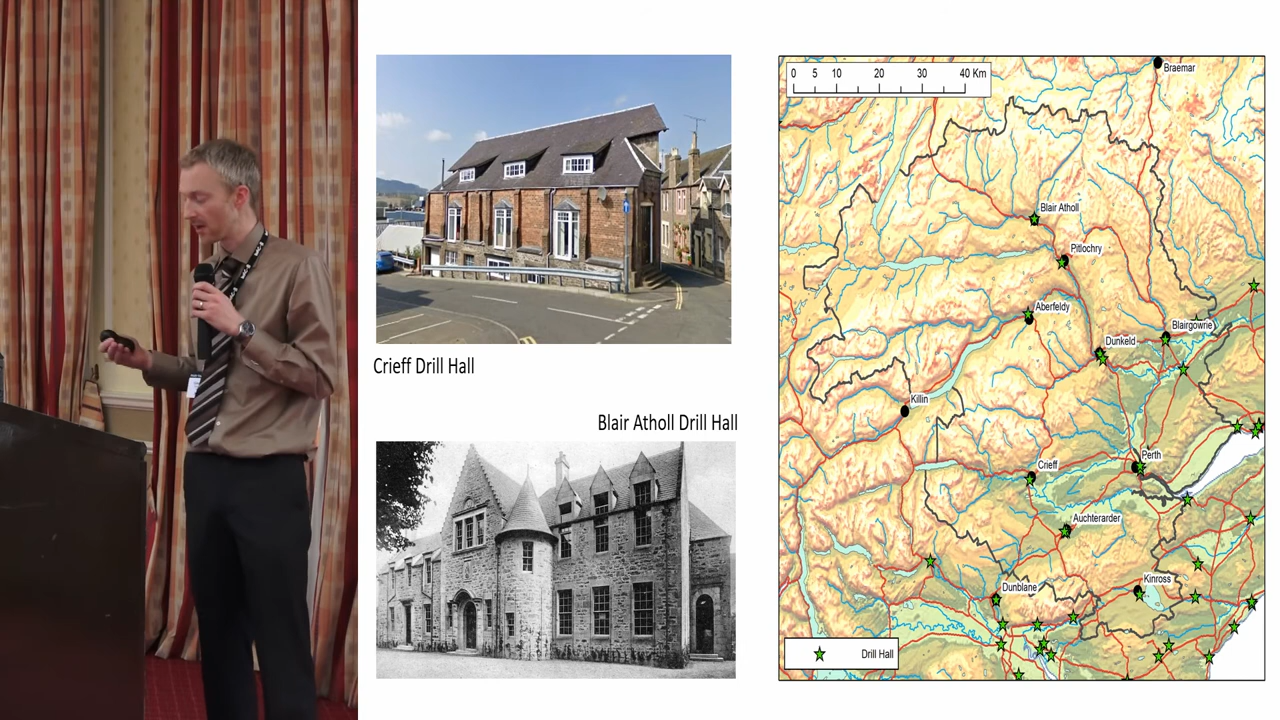 Crieff Drill Hall
Blair Atholl Drill Hall
0 5 10 20 30 40 Km
Braemar
Blair Atholl
Pitlochry
Aberfeldy
Blairgowrie
Dunkeld
Killin
Perth
Crieff
Auchterarder
Kinross
Dunblane
Drill Hall